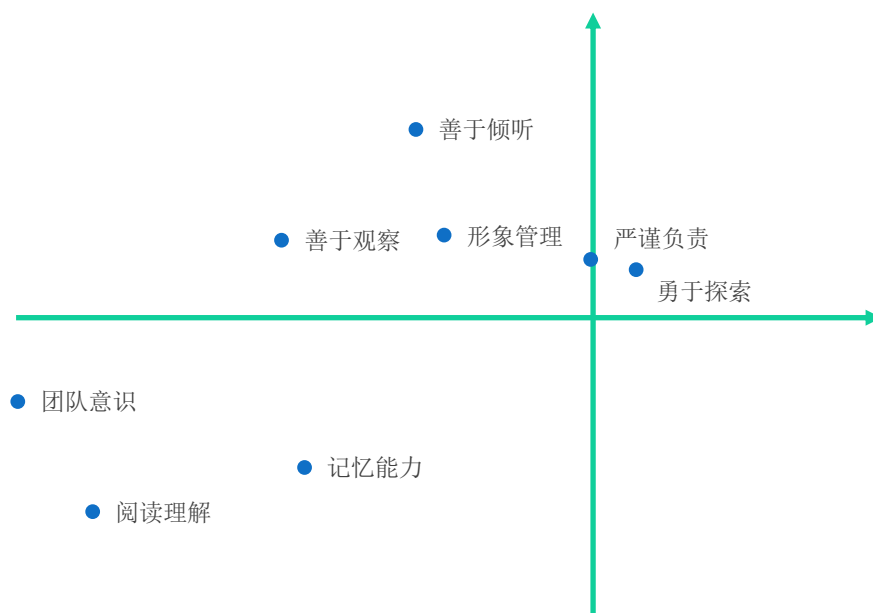 善于倾听
善于观察
形象管理
严谨负责
勇于探索
团队意识
记忆能力
阅读理解